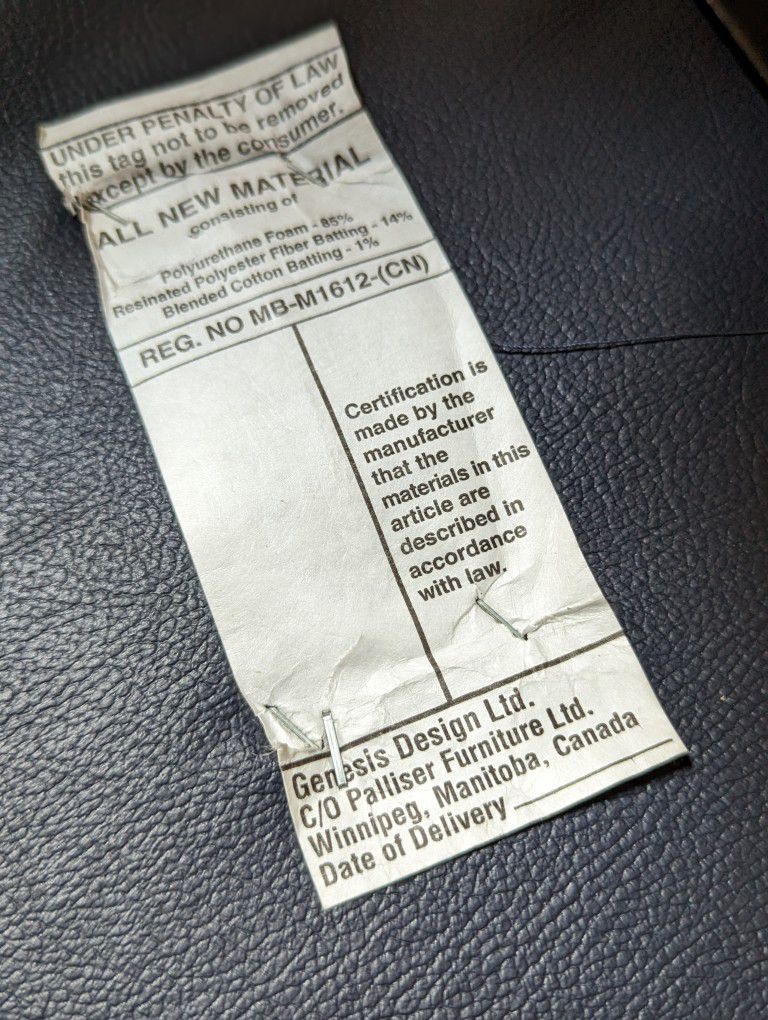 UNDER PENALTY OF LAW
this tag not to be removed
except by the consumer.
ALL NEW MATERIAL
consisting of
Polyurethane Foam - 85%
Resinated Polyester Fiber Batting - 14%
Blended Cotton Batting - 1%
REG. NO MB-M1612-(CN)
Certification is
made by the
manufacturer
that the
materials in this
article are
described in
accordance
with law.
Genesis Design Ltd.
C/O Palliser Furniture Ltd.
Winnipeg, Manitoba, Canada
Date of Delivery